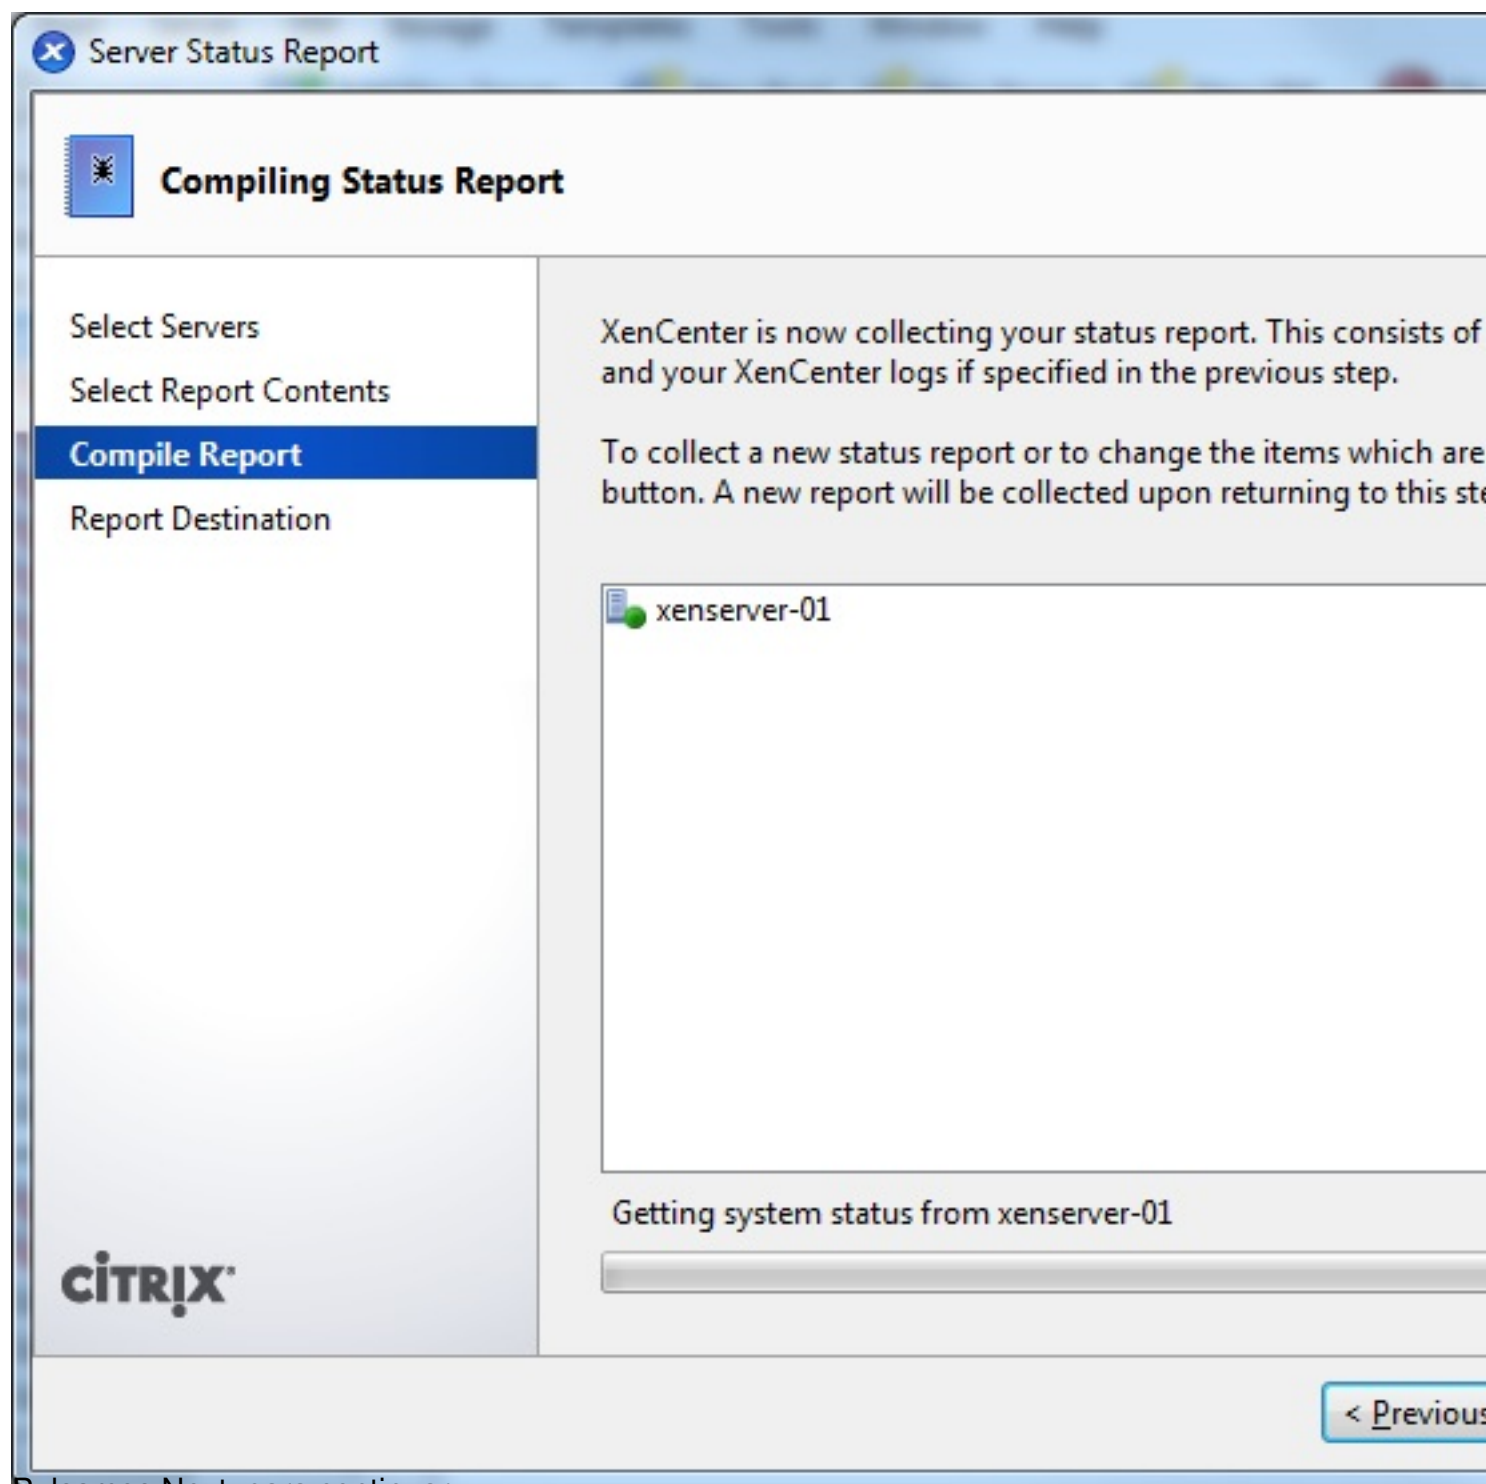 Server Status Report
Compiling Status Report
Select Servers
Select Report Contents
Compile Report
Report Destination
XenCenter is now collecting your status report. This consists of
and your XenCenter logs if specified in the previous step.
To collect a new status report or to change the items which are
button. A new report will be collected upon returning to this
xenserver-01
Getting system status from xenserver-01
CİTRIX
< Previous